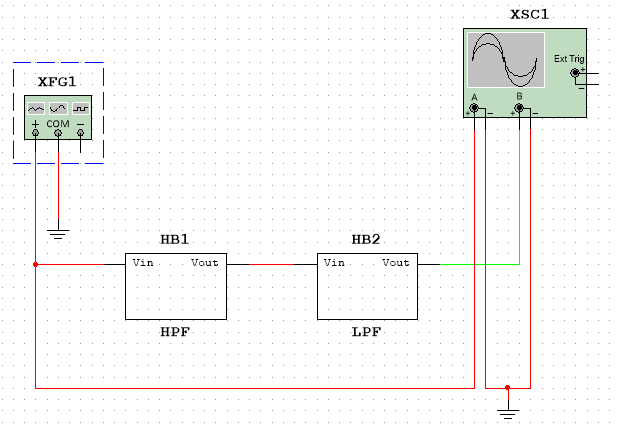 XSC1
Ext Trig
+
−
A
B
+ − + −
XFG1
+ COM −
HB1
Vin Vout
HPF
HB2
Vin Vout
LPF